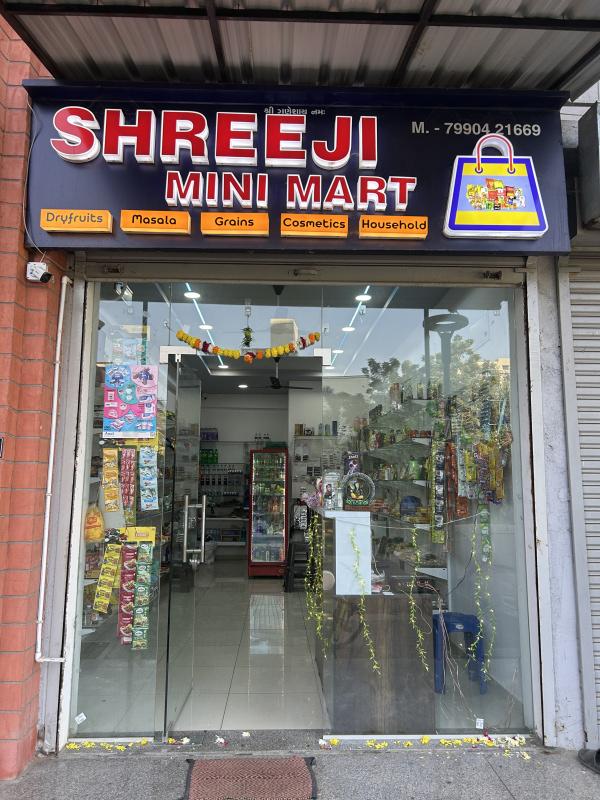 શ્રી ગણેશાય નમઃ
SHREEJI
M. - 79904 21669
MINI MART
Dryfruits Masala Grains Cosmetics Household